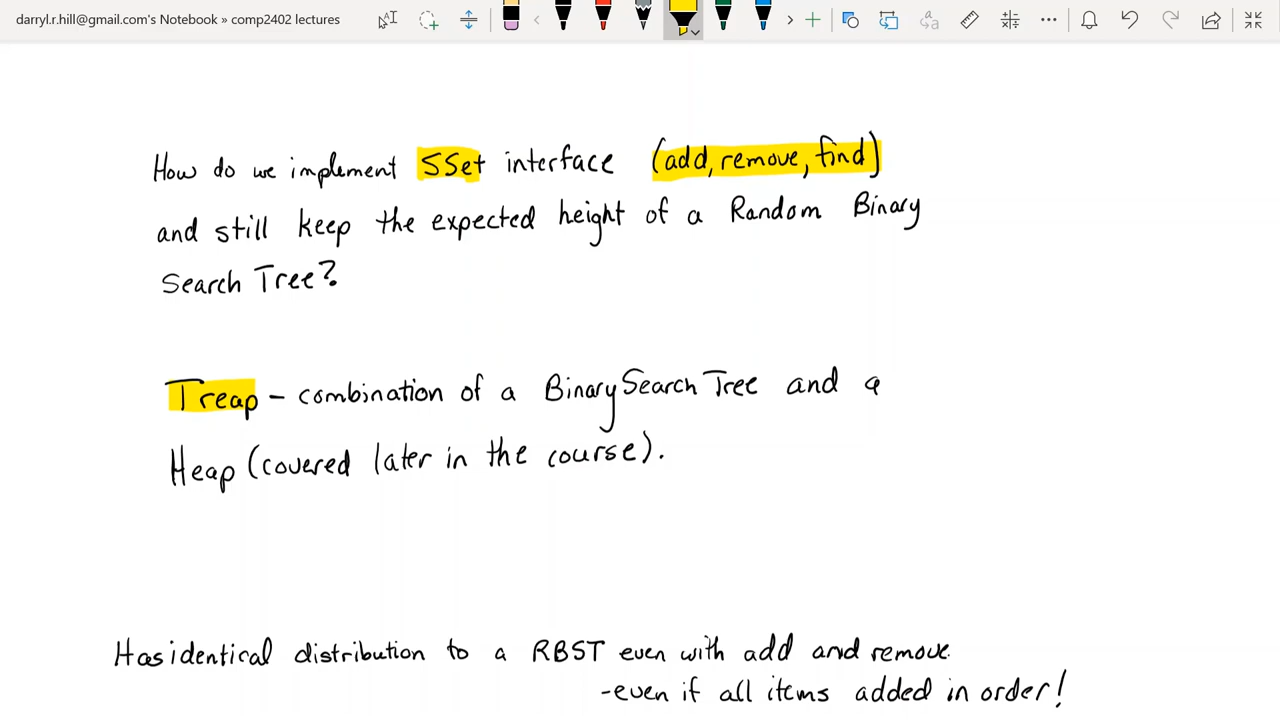 darryl.r.hill@gmail.com's Notebook » comp2402 lectures
How do we implement SSet interface (add, remove, find)
and still keep the expected height of a Random Binary
Search Tree?
Treap - combination of a Binary Search Tree and a
Heap (covered later in the course).
Has identical distribution to a RBST even with add and remove
-even if all items added in order!